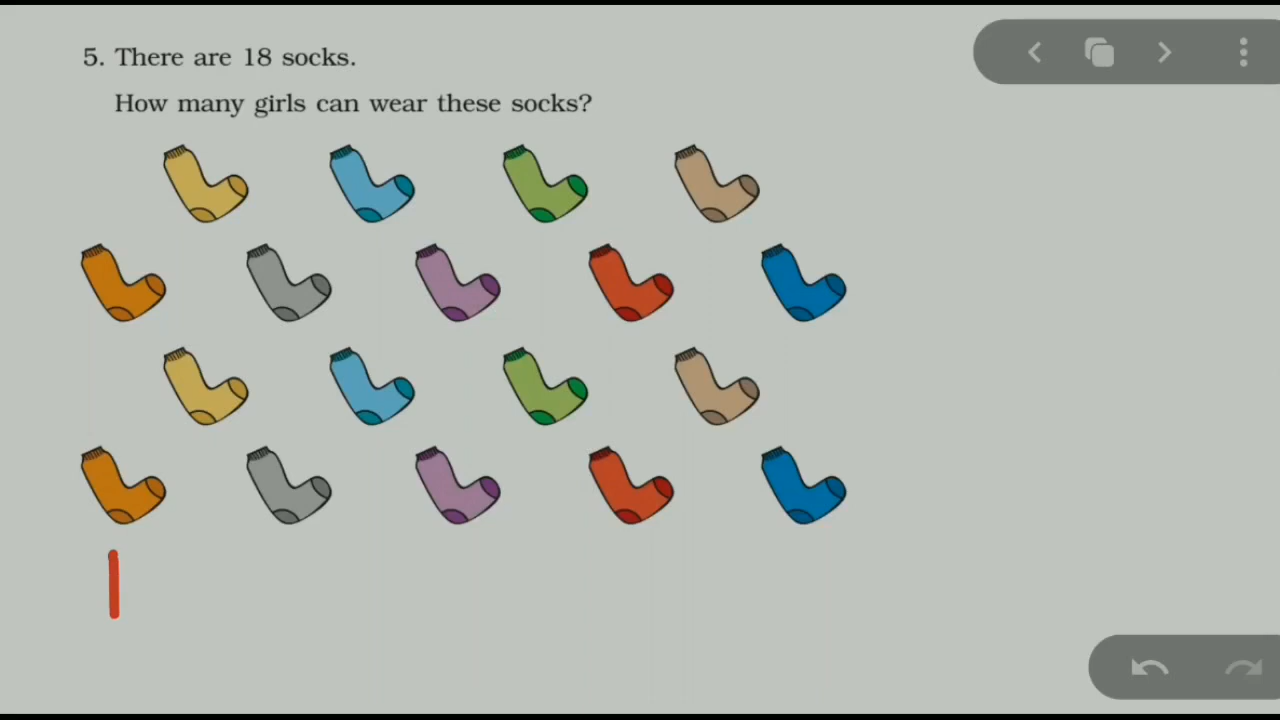 5. There are 18 socks.
How many girls can wear these socks?